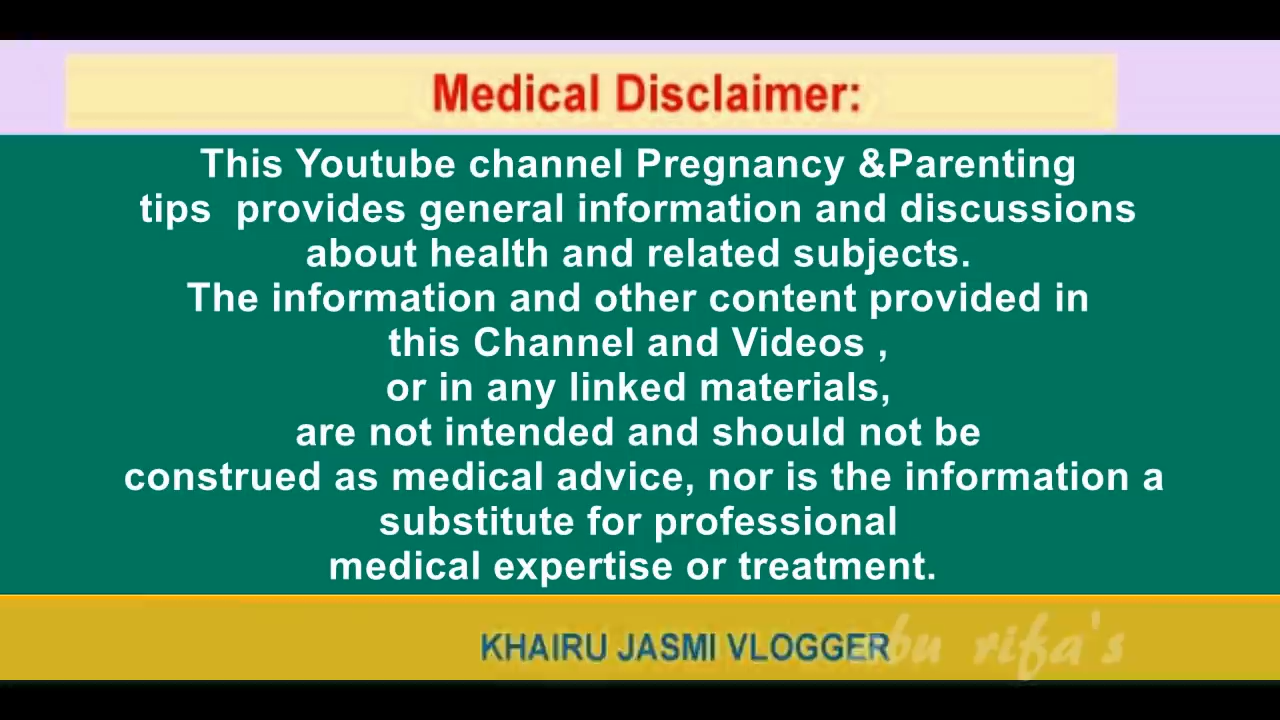 Medical Disclaimer:
This Youtube channel Pregnancy &Parenting
tips provides general information and discussions
about health and related subjects.
The information and other content provided in
this Channel and Videos ,
or in any linked materials,
are not intended and should not be
construed as medical advice, nor is the information a
substitute for professional
medical expertise or treatment.
KHAIRU JASMI VLOGGER
rifa's